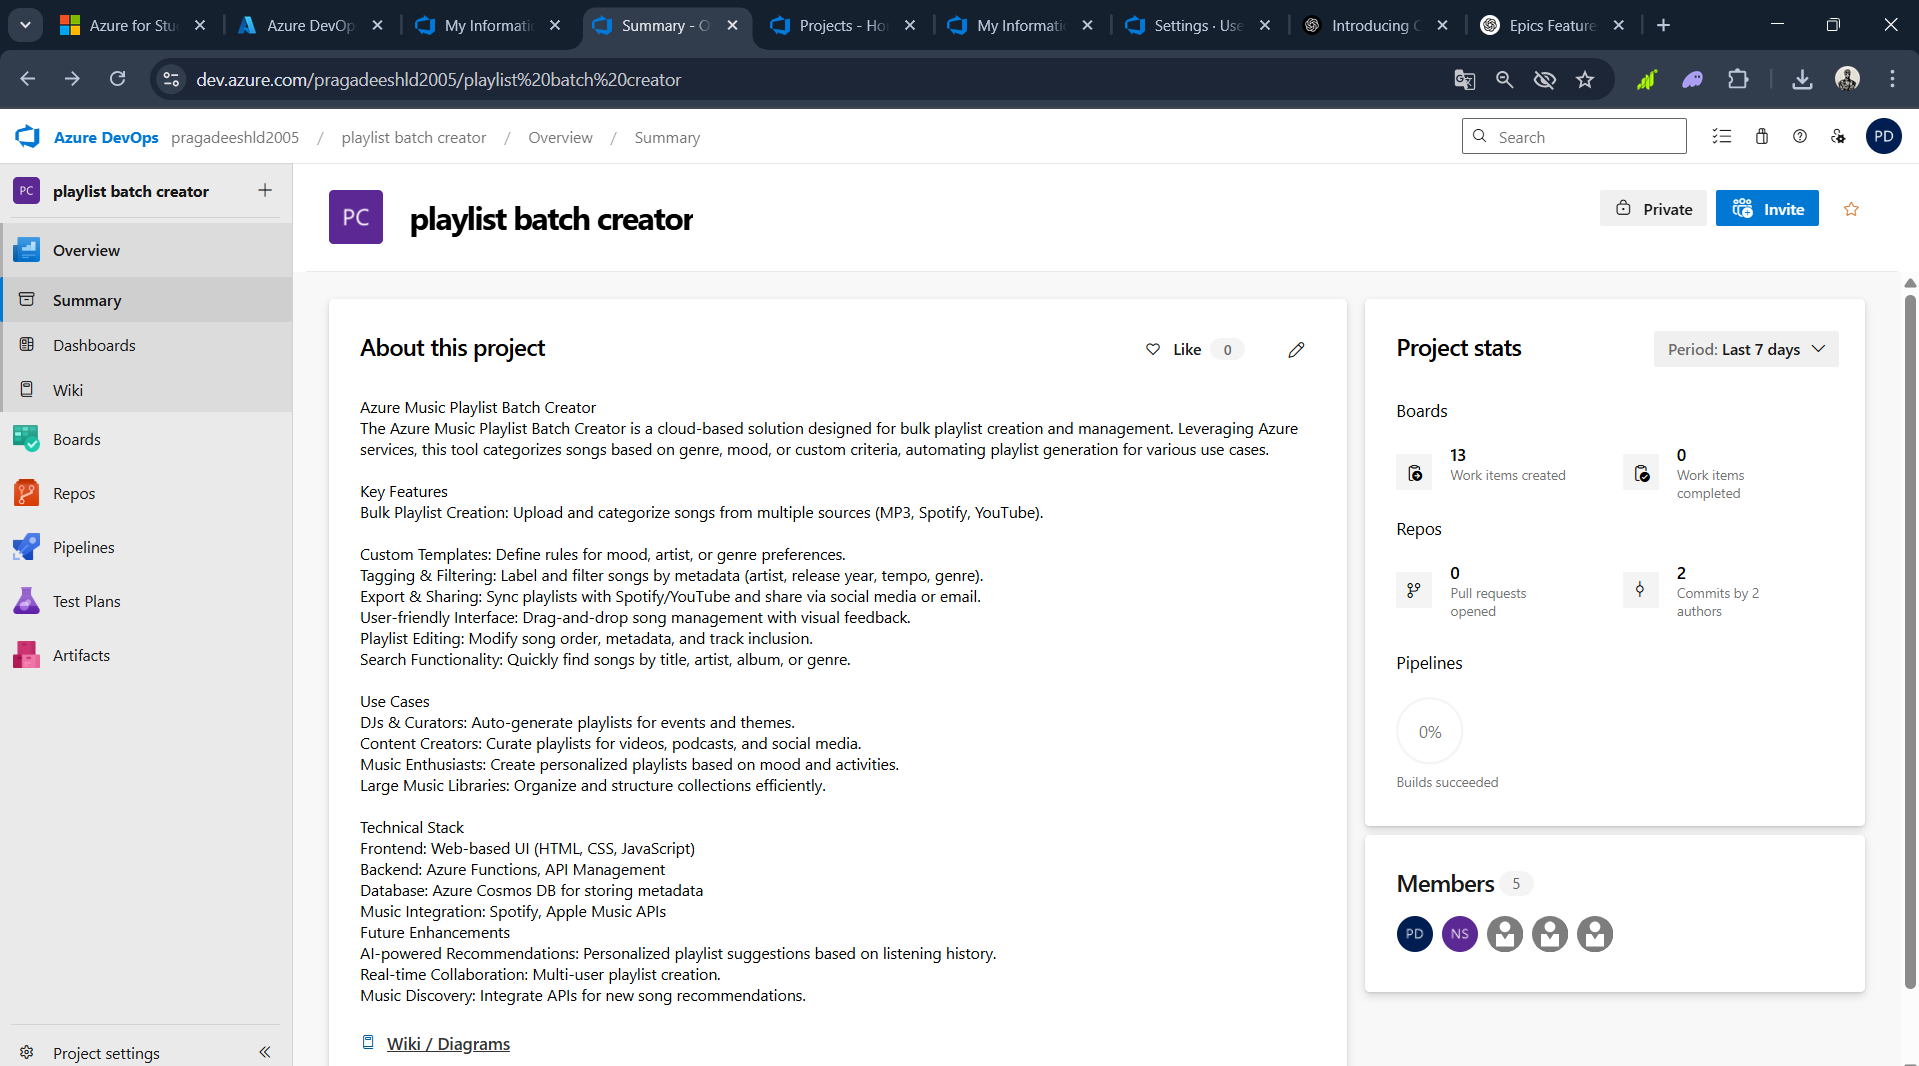 Azure for Stu
Azure DevOp
My Informatio
Summary - O
Projects - Ho
My Informatio
Settings · Use
Introducing C
Epics Feature
dev.azure.com/pragadeeshld2005/playlist%20batch%20creator
Azure DevOps pragadeeshld2005 / playlist batch creator / Overview / Summary
Search
PD
PC playlist batch creator
Overview
Summary
Dashboards
Wiki
Boards
Repos
Pipelines
Test Plans
Artifacts
Project settings
PC playlist batch creator
Private
Invite
About this project
Like 0
Azure Music Playlist Batch Creator
The Azure Music Playlist Batch Creator is a cloud-based solution designed for bulk playlist creation and management. Leveraging Azure
services, this tool categorizes songs based on genre, mood, or custom criteria, automating playlist generation for various use cases.
Key Features
Bulk Playlist Creation: Upload and categorize songs from multiple sources (MP3, Spotify, YouTube).
Custom Templates: Define rules for mood, artist, or genre preferences.
Tagging & Filtering: Label and filter songs by metadata (artist, release year, tempo, genre).
Export & Sharing: Sync playlists with Spotify/YouTube and share via social media or email.
User-friendly Interface: Drag-and-drop song management with visual feedback.
Playlist Editing: Modify song order, metadata, and track inclusion.
Search Functionality: Quickly find songs by title, artist, album, or genre.
Use Cases
DJs & Curators: Auto-generate playlists for events and themes.
Content Creators: Curate playlists for videos, podcasts, and social media.
Music Enthusiasts: Create personalized playlists based on mood and activities.
Large Music Libraries: Organize and structure collections efficiently.
Technical Stack
Frontend: Web-based UI (HTML, CSS, JavaScript)
Backend: Azure Functions, API Management
Database: Azure Cosmos DB for storing metadata
Music Integration: Spotify, Apple Music APIs
Future Enhancements
AI-powered Recommendations: Personalized playlist suggestions based on listening history.
Real-time Collaboration: Multi-user playlist creation.
Music Discovery: Integrate APIs for new song recommendations.
Wiki / Diagrams
Project stats
Period: Last 7 days
Boards
13
Work items created
0
Work items
completed
Repos
0
Pull requests
opened
2
Commits by 2
authors
Pipelines
0%
Builds succeeded
Members 5
PD NS